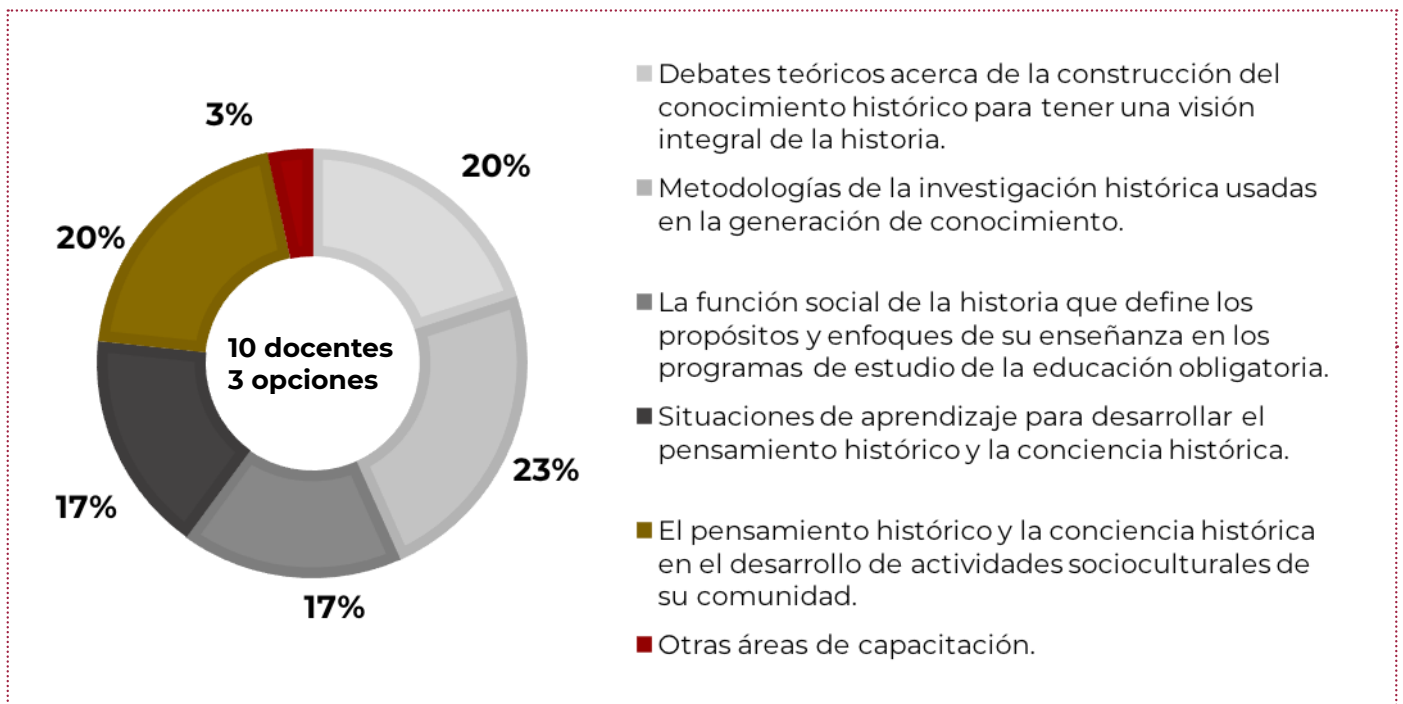 3%
20%
20%
10 docentes
3 opciones
23%
17%
17%
Debates teóricos acerca de la construcción del
conocimiento histórico para tener una visión
integral de la historia.
Metodologías de la investigación histórica usadas
en la generación de conocimiento.
La función social de la historia que define los
propósitos y enfoques de su enseñanza en los
programas de estudio de la educación obligatoria.
Situaciones de aprendizaje para desarrollar el
pensamiento histórico y la conciencia histórica.
El pensamiento histórico y la conciencia histórica
en el desarrollo de actividades socioculturales de
su comunidad.
Otras áreas de capacitación.